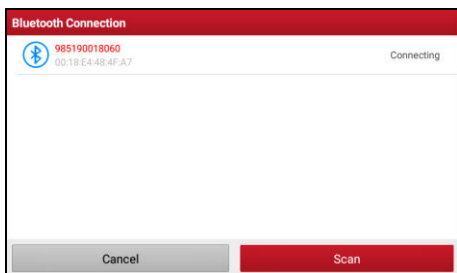 Bluetooth Connection
985190018060
00:18:E4:48:4F:A7
Connecting
Cancel
Scan